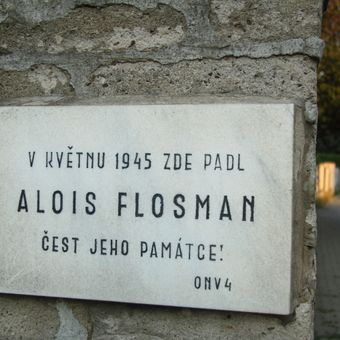 V KVĚTNU 1945 ZDE PADL
ALOIS FLOSMAN
ČEST JEHO PAMÁTCE!
ONV4